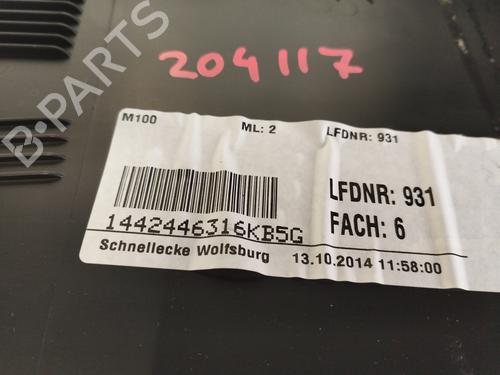 204117
B-PARTS
M100
ML: 2
LFDNR: 931
LFDNR: 931
FACH: 6
1442446316KB5G
Schnellecke Wolfsburg
13.10.2014 11:58:00